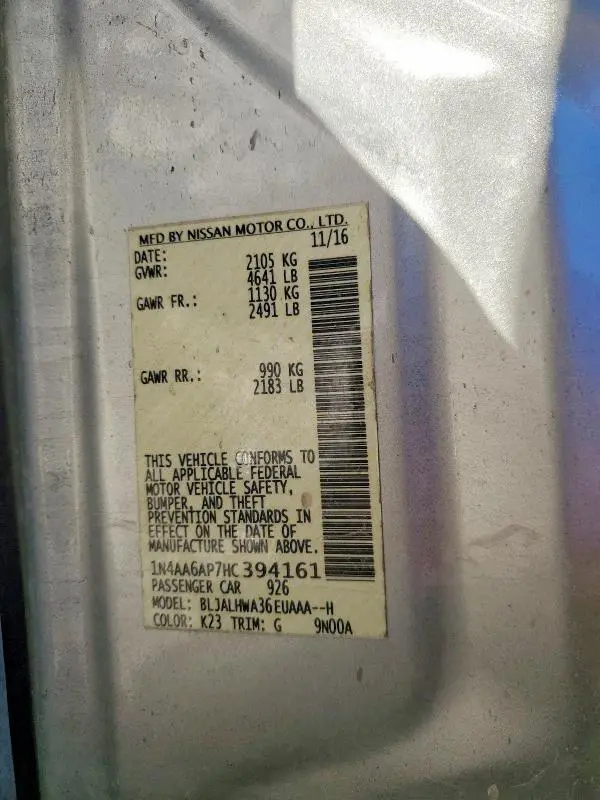 MFD BY NISSAN MOTOR CO., LTD.
DATE: 11/16
GVWR: 2105 KG
4641 LB
GAWR FR.: 1130 KG
2491 LB
GAWR RR.: 990 KG
2183 LB
THIS VEHICLE CONFORMS TO
ALL APPLICABLE FEDERAL
MOTOR VEHICLE SAFETY,
BUMPER, AND THEFT
PREVENTION STANDARDS IN
EFFECT ON THE DATE OF
MANUFACTURE SHOWN ABOVE.
1N4AA6AP7HC394161
PASSENGER CAR 926
MODEL: BLJALHWA36EUAAA--H
COLOR: K23 TRIM: G 9N00A